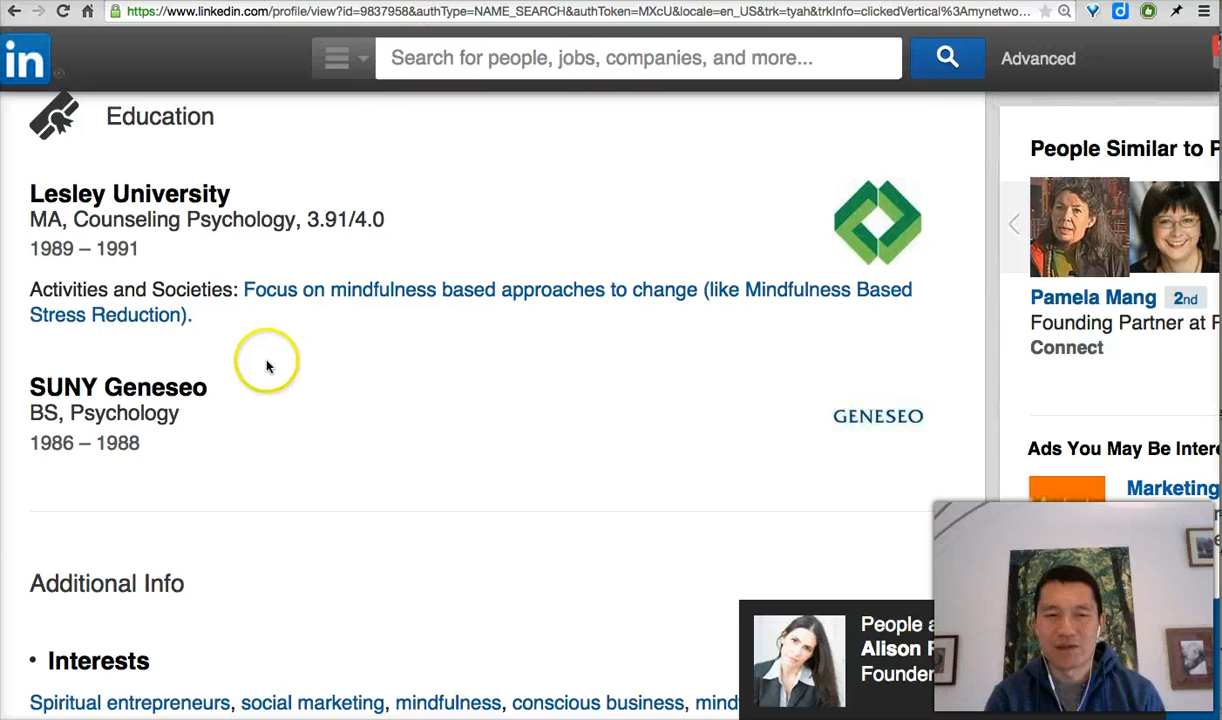 https://www.linkedin.com/profile/view?id=9837958&authType=NAME_SEARCH&authToken=MXcU&locale=en_US&trk=tyah&trkInfo=clickedVertical%3Amynetwo...
in
Search for people, jobs, companies, and more...
Advanced
Education
Lesley University
MA, Counseling Psychology, 3.91/4.0
1989 – 1991
Activities and Societies: Focus on mindfulness based approaches to change (like Mindfulness Based
Stress Reduction).
SUNY Geneseo
BS, Psychology
1986 – 1988
GENESEO
Additional Info
• Interests
Spiritual entrepreneurs, social marketing, mindfulness, conscious business, mind
People Similar to P
Pamela Mang 2nd
Founding Partner at R
Connect
Ads You May Be Intere
Marketing
People a
Alison
Founder